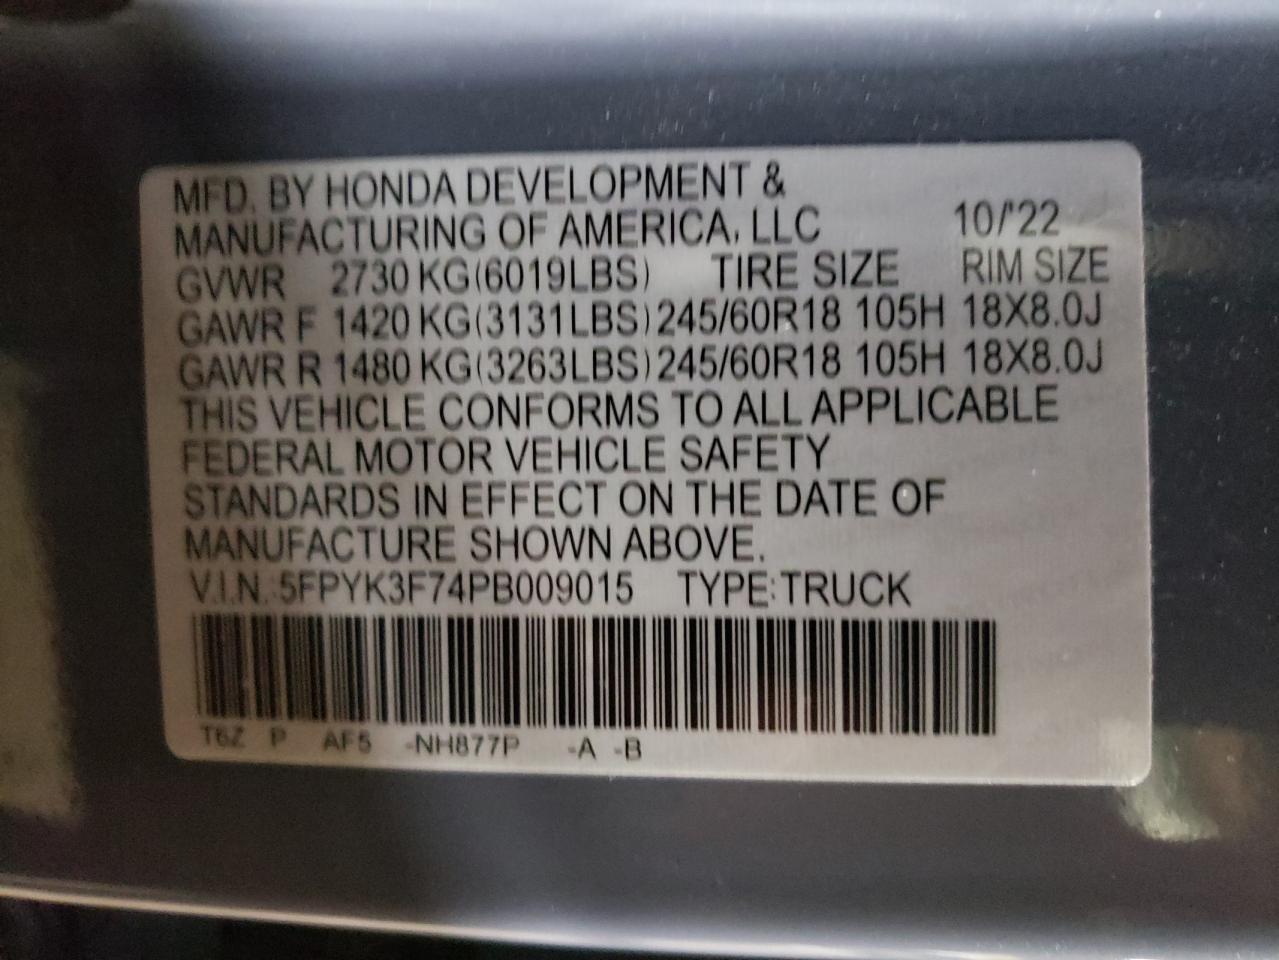 MFD. BY HONDA DEVELOPMENT &
MANUFACTURING OF AMERICA, LLC 10/'22
GVWR 2730 KG(6019LBS) TIRE SIZE RIM SIZE
GAWR F 1420 KG(3131LBS) 245/60R18 105H 18X8.0J
GAWR R 1480 KG(3263LBS) 245/60R18 105H 18X8.0J
THIS VEHICLE CONFORMS TO ALL APPLICABLE
FEDERAL MOTOR VEHICLE SAFETY
STANDARDS IN EFFECT ON THE DATE OF
MANUFACTURE SHOWN ABOVE.
V.I.N.:5FPYK3F74PB009015 TYPE:TRUCK
T6Z P AF5 -NH877P -A -B